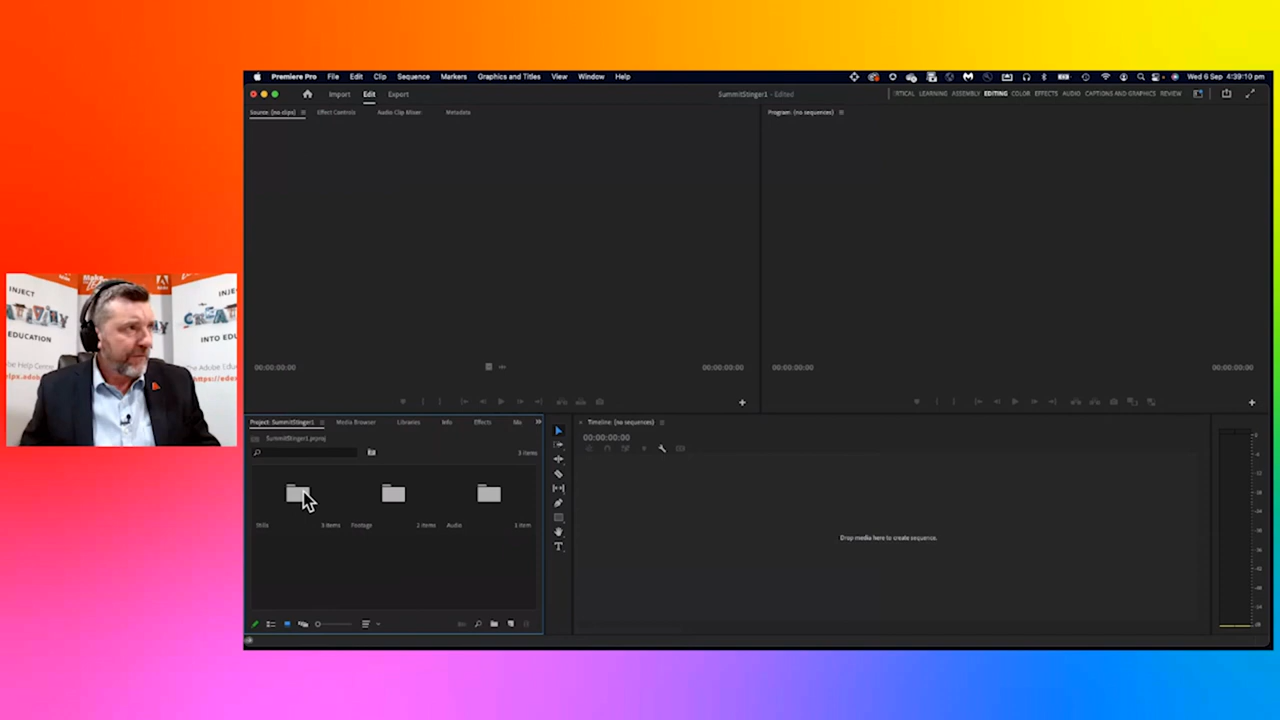 Premiere Pro File Edit Clip Sequence Markers Graphics and Titles View Window Help Wed 6 Sep 4:39:10 pm
Import Edit Export SummitStinger1 - Edited LEARNING ASSEMBLY EDITING COLOR EFFECTS AUDIO CAPTIONS AND GRAPHICS REVIEW
Source: (no clips) Effect Controls Audio Clip Mixer Metadata Program: (no sequences)
INJECT
EDUCATION
INTO EDU
00:00:00:00 00:00:00:00 00:00:00:00 00:00:00:00
Project: SummitStinger1 Media Browser Libraries Info Effects Timeline: (no sequences)
SummitStinger1.prproj 00:00:00:00
3 Items
Stills 3 Items Footage 2 Items Audio 1 Item
Drop media here to create sequence.